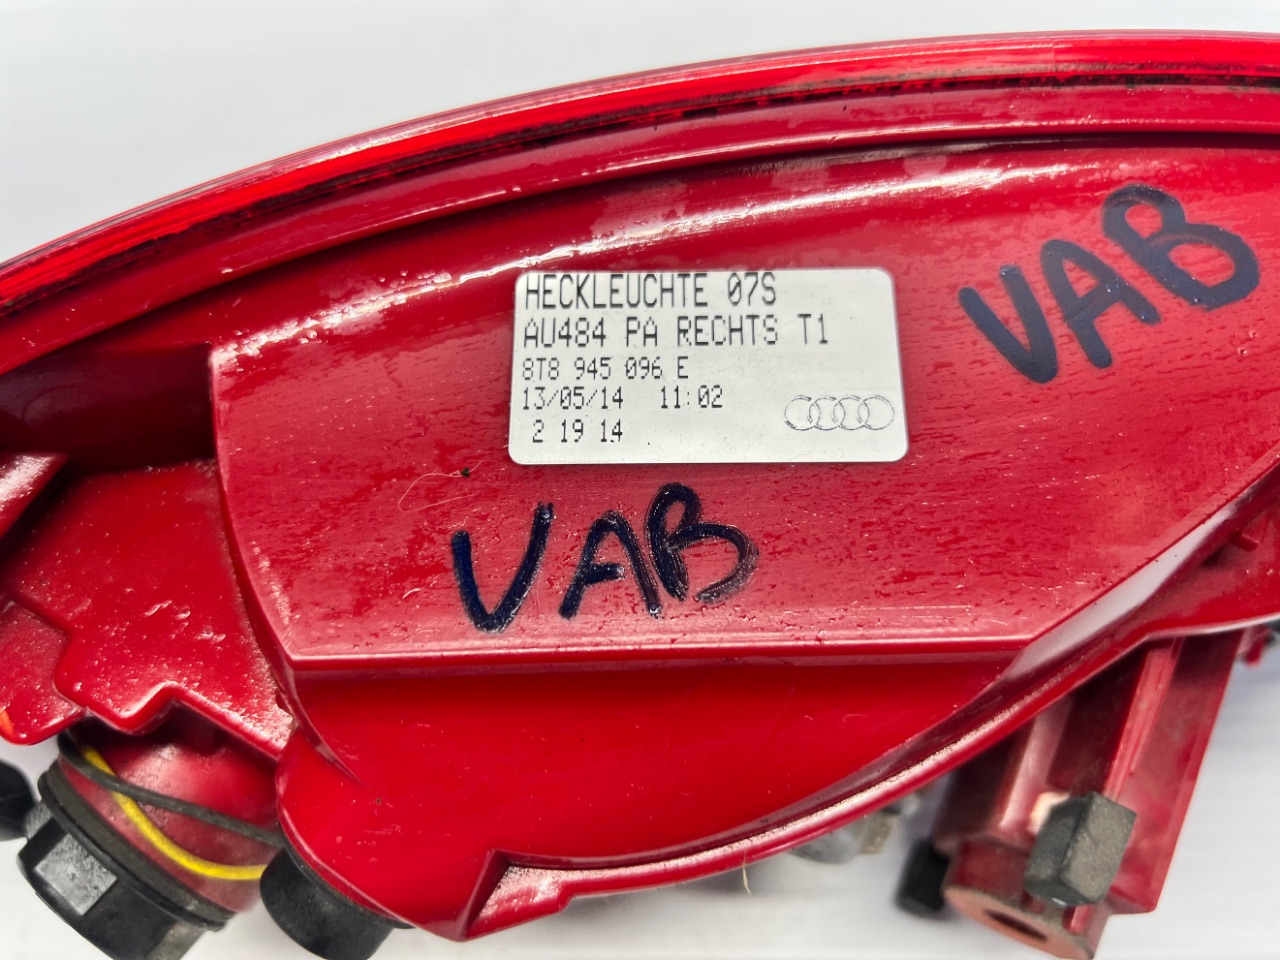 HECKLEUCHTE 07S
AU484 PA RECHTS T1
8T8 945 096 E
13/05/14 11:02
2 19 14
VAB
VAB